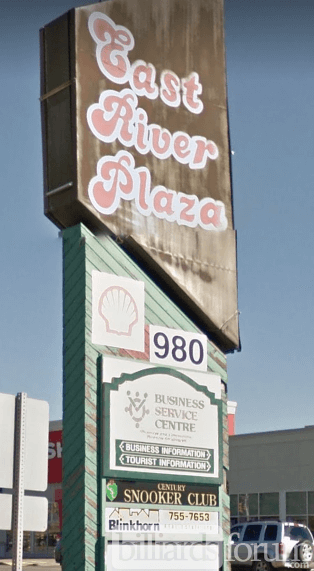 East
River
Plaza
980
BUSINESS
SERVICE
CENTRE
BUSINESS INFORMATION
TOURIST INFORMATION
CENTURY
SNOOKER CLUB
Blinkhorn 755-7653
billiardsforum